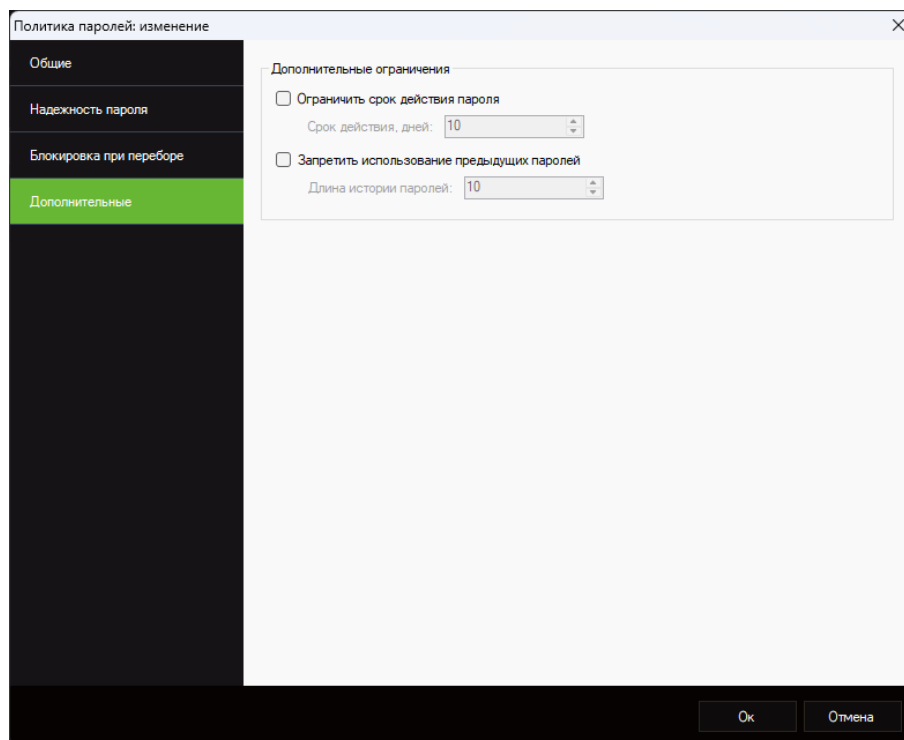 Политика паролей: изменение
Общие
Надежность пароля
Блокировка при переборе
Дополнительные
Дополнительные ограничения
Ограничить срок действия пароля
Срок действия, дней: 10
Запретить использование предыдущих паролей
Длина истории паролей: 10
Ок Отмена